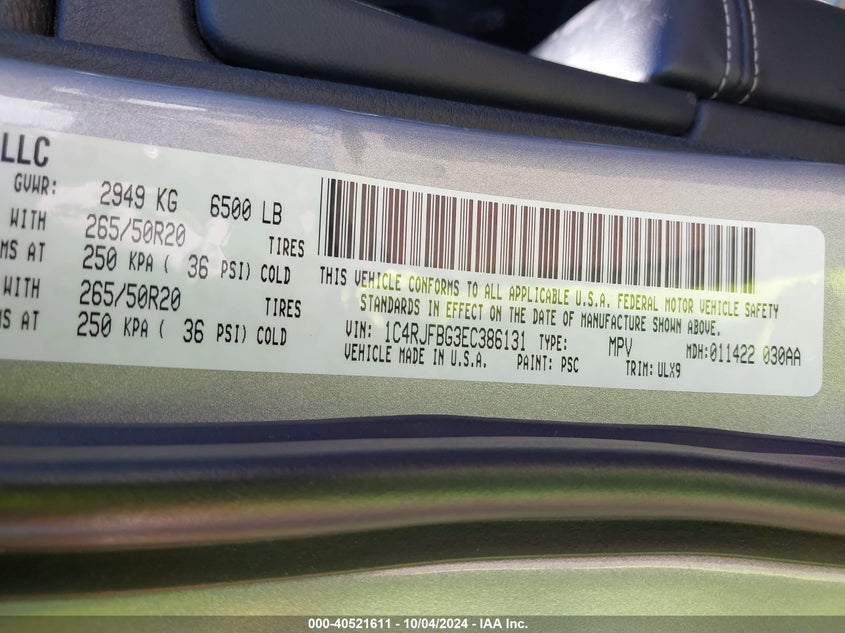 LLC
GVWR: 2949 KG 6500 LB
WITH 265/50R20 TIRES
MS AT 250 KPA ( 36 PSI) COLD
WITH 265/50R20 TIRES
MS AT 250 KPA ( 36 PSI) COLD
THIS VEHICLE CONFORMS TO ALL APPLICABLE U.S.A. FEDERAL MOTOR VEHICLE SAFETY
STANDARDS IN EFFECT ON THE DATE OF MANUFACTURE SHOWN ABOVE.
VIN: 1C4RJFBG3EC386131 TYPE: MPV MDH:011422 030AA
VEHICLE MADE IN U.S.A. PAINT: PSC TRIM: ULX9
000-40521611 - 10/04/2024 - IAA Inc.